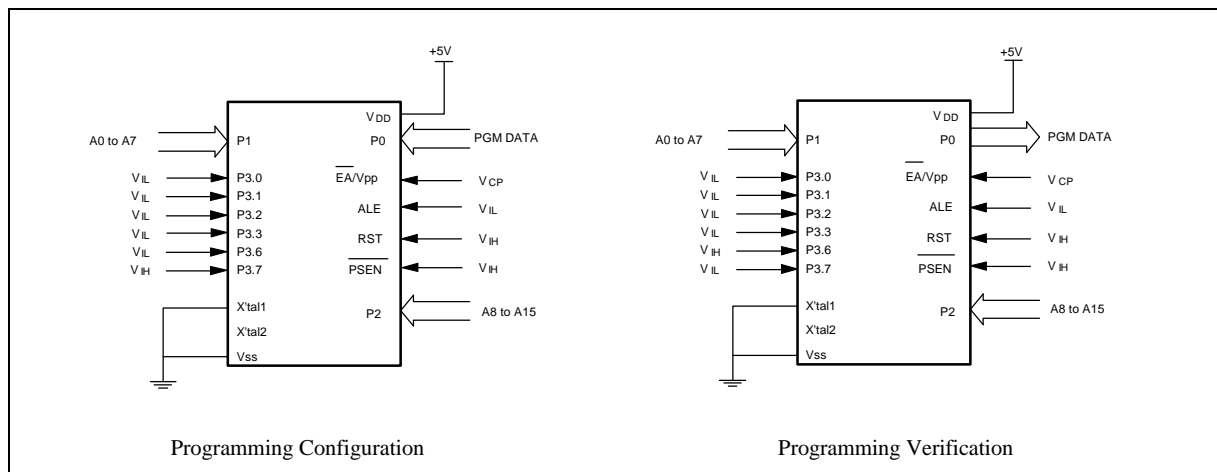 +5V
VDD
A0 to A7
P1
P0
PGM DATA
VIL
P3.0
EA/Vpp
VCP
VIL
P3.1
VIL
P3.2
ALE
VIL
VIL
P3.3
RST
VIH
VIL
P3.6
VIH
P3.7
PSEN
VIH
X'tal1
P2
A8 to A15
X'tal2
Vss
Programming Configuration
+5V
VDD
A0 to A7
P1
P0
PGM DATA
VIL
P3.0
EA/Vpp
VCP
VIL
P3.1
VIL
P3.2
ALE
VIL
VIL
P3.3
RST
VIH
VIH
P3.6
VIL
P3.7
PSEN
VIH
X'tal1
P2
A8 to A15
X'tal2
Vss
Programming Verification